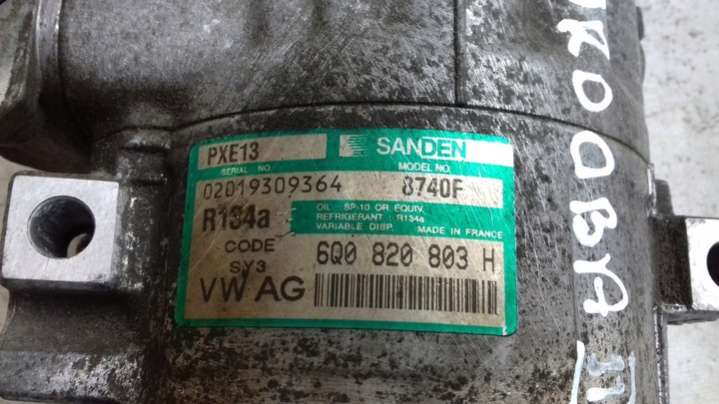 PXE13 SANDEN
SERIAL NO. MODEL NO.
02019309364 8740F
R134a
OIL SP-10 OR EQUIV.
REFRIGERANT R134a
VARIABLE DISP. MADE IN FRANCE
CODE
SY3
6Q0 820 803 H
VW AG